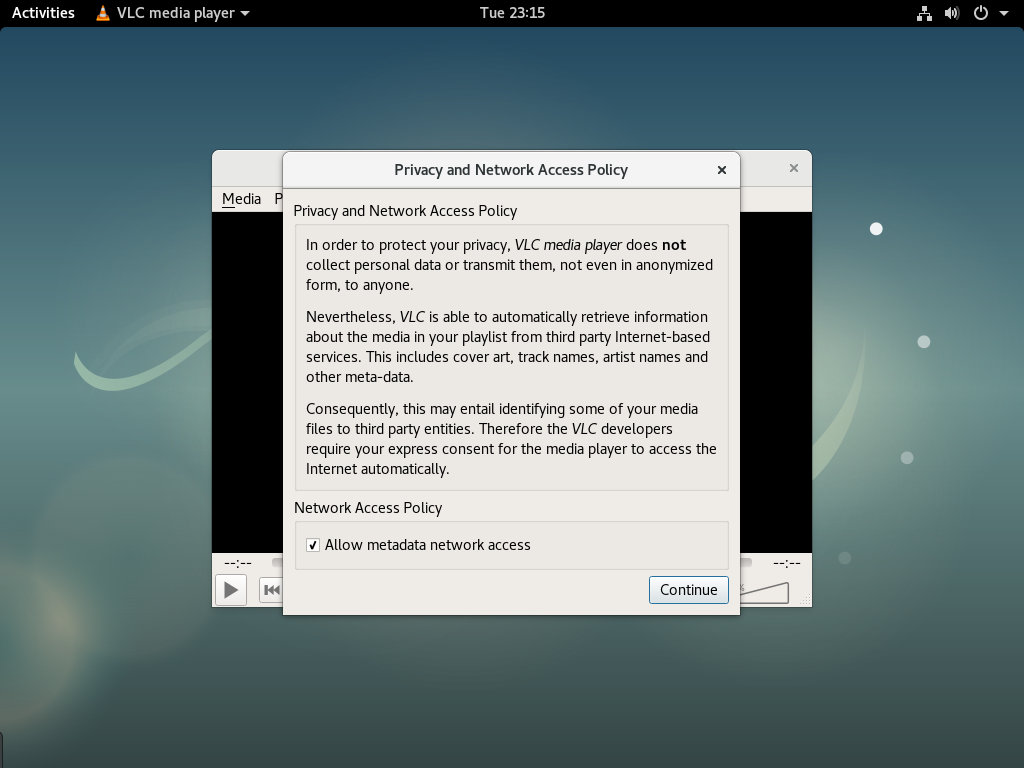 Activities VLC media player Tue 23:15
Privacy and Network Access Policy
Media P
Privacy and Network Access Policy
In order to protect your privacy, VLC media player does not
collect personal data or transmit them, not even in anonymized
form, to anyone.
Nevertheless, VLC is able to automatically retrieve information
about the media in your playlist from third party Internet-based
services. This includes cover art, track names, artist names and
other meta-data.
Consequently, this may entail identifying some of your media
files to third party entities. Therefore the VLC developers
require your express consent for the media player to access the
Internet automatically.
Network Access Policy
Allow metadata network access
--:-- --:--
Continue %